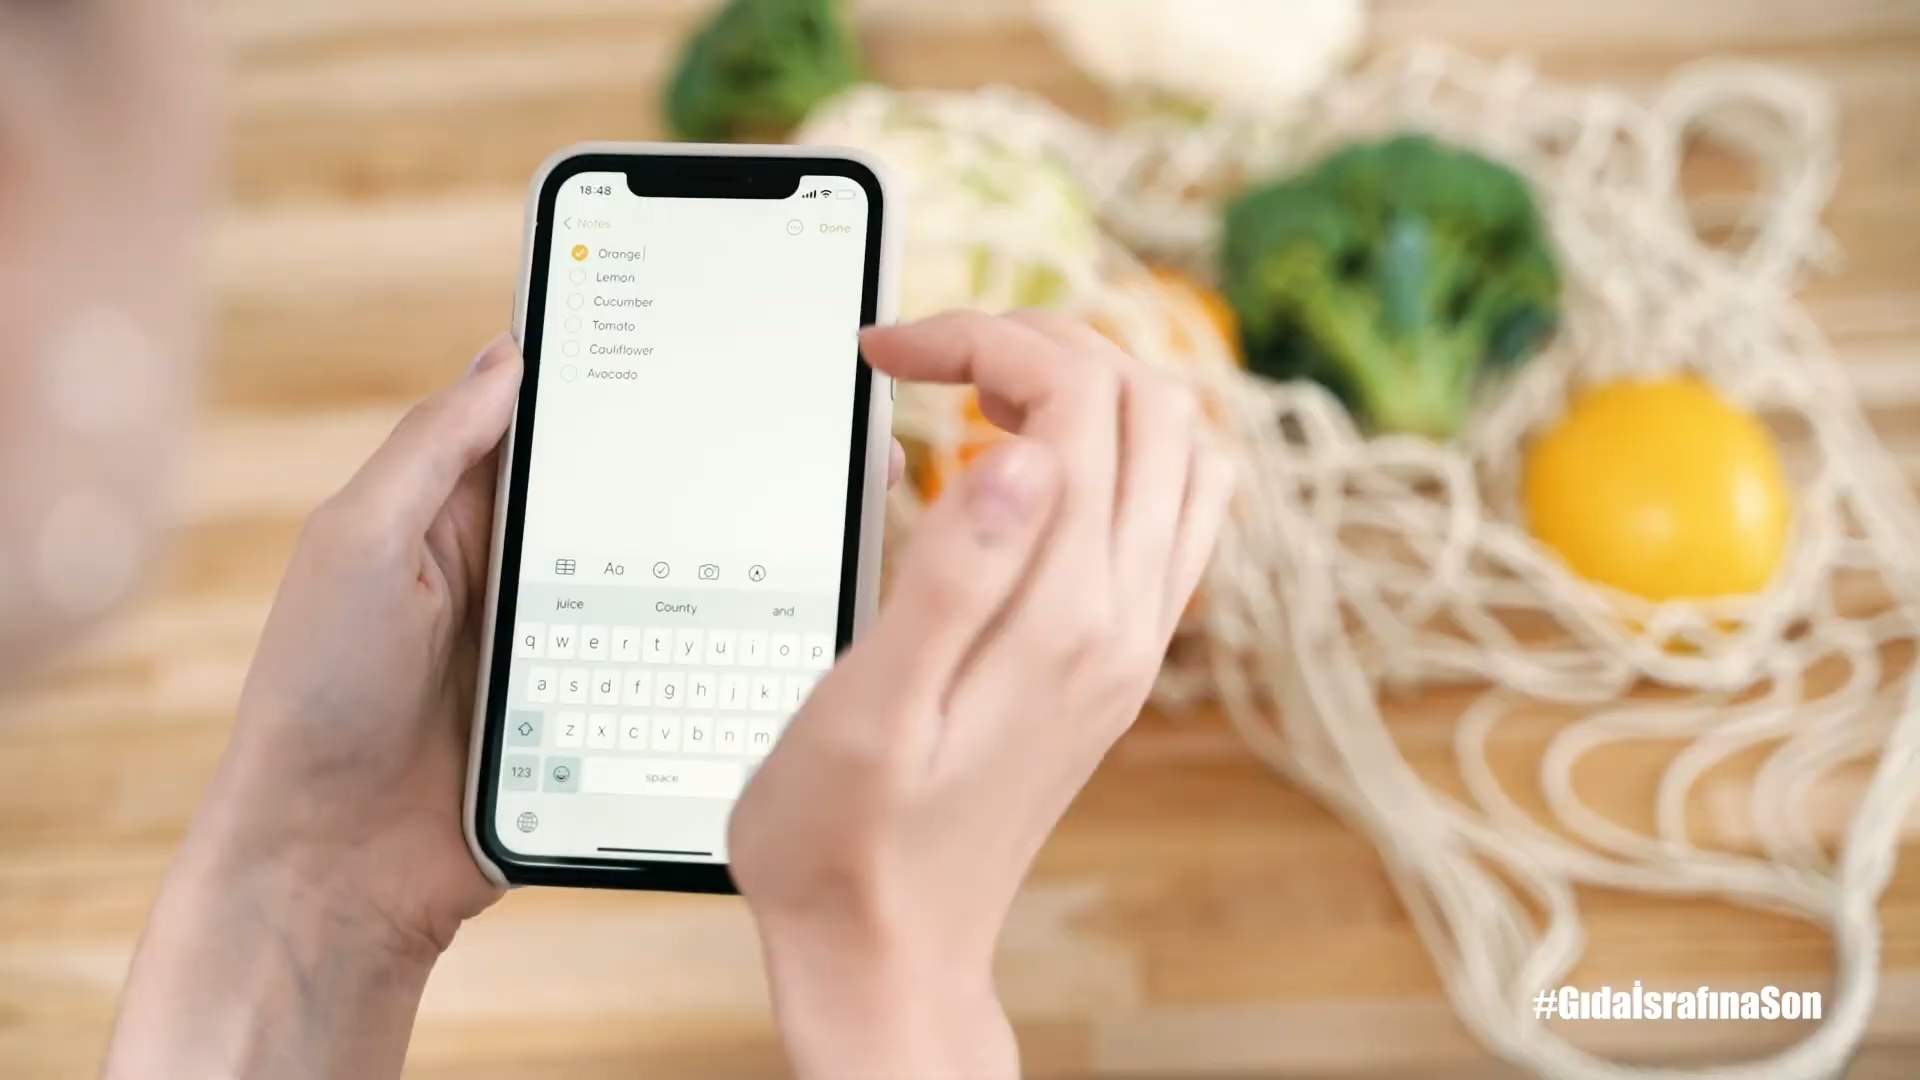 18:48
Notes
Done
Orange
Lemon
Cucumber
Tomato
Cauliflower
Avocado
Aa
juice County and
q w e r t y u i o p
a s d f g h j k l
z x c v b n m
123 space
#GıdaİsrafınaSon